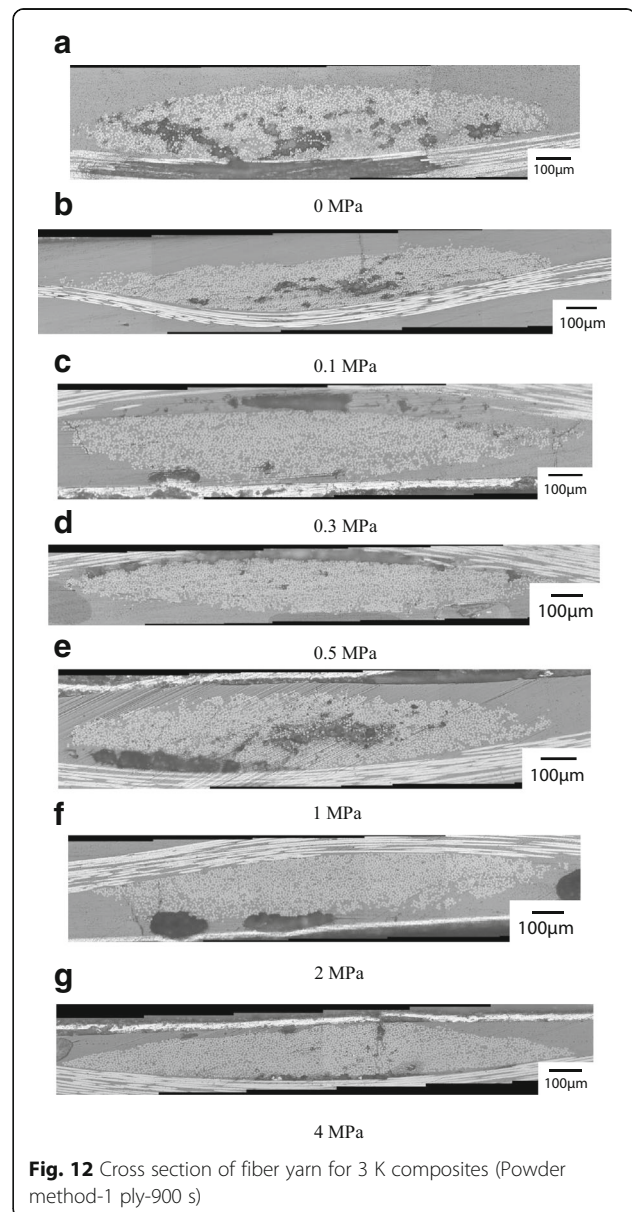 a
100μm
0 MPa
b
100μm
0.1 MPa
c
100μm
0.3 MPa
d
100μm
0.5 MPa
e
100μm
1 MPa
f
100μm
2 MPa
g
100μm
4 MPa
Fig. 12 Cross section of fiber yarn for 3 K composites (Powder
method-1 ply-900 s)